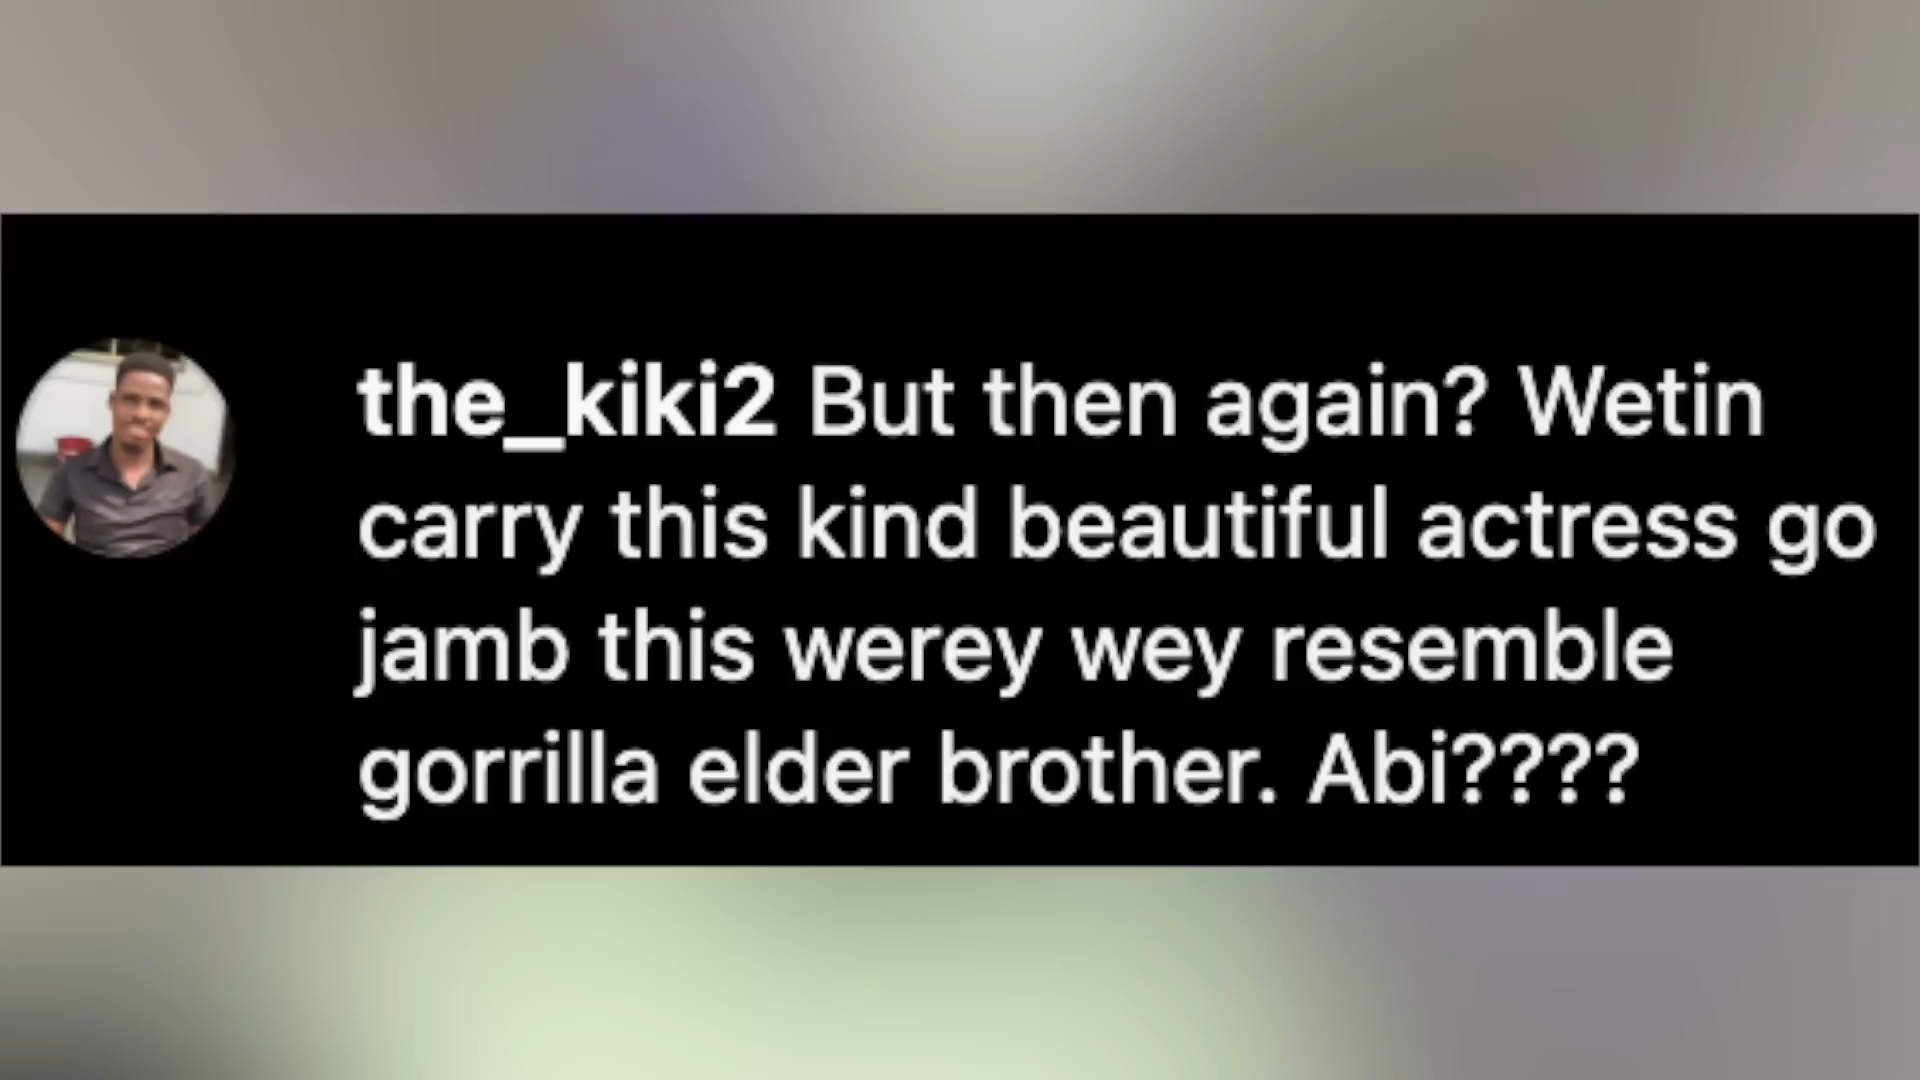 the_kiki2 But then again? Wetin
carry this kind beautiful actress go
jamb this werey wey resemble
gorrilla elder brother. Abi????